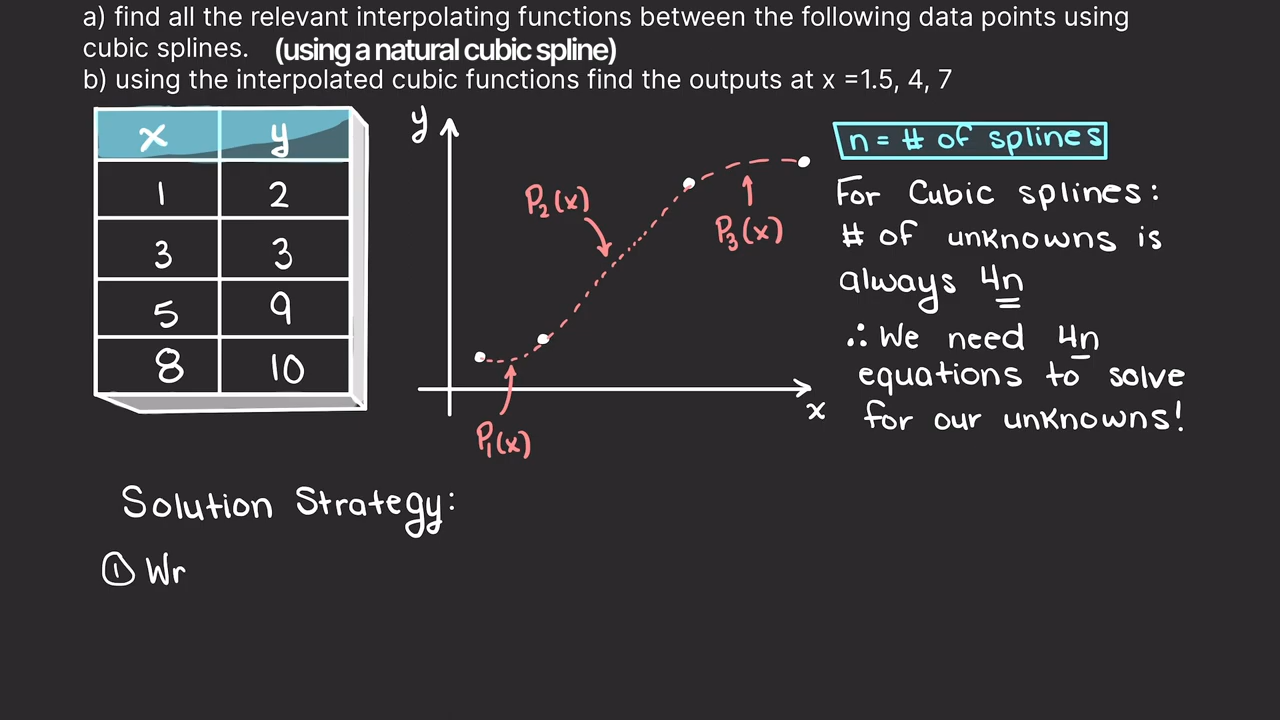 a) find all the relevant interpolating functions between the following data points using
cubic splines. (using a natural cubic spline)
b) using the interpolated cubic functions find the outputs at x =1.5, 4, 7
x y
1 2
3 3
5 9
8 10
y
P₂(x)
P₃(x)
P₁(x)
x
n = # of splines
For Cubic splines:
# of unknowns is
always 4n
∴ We need 4n
equations to solve
for our unknowns!
Solution Strategy:
① Wr